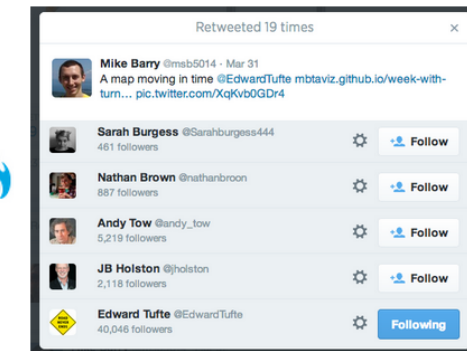 Retweeted 19 times
Mike Barry @msb5014 · Mar 31
A map moving in time @EdwardTufte mbtaviz.github.io/week-with-
turn… pic.twitter.com/XqKvb0GDr4
Sarah Burgess @Sarahburgess444
461 followers
Follow
Nathan Brown @nathanbroon
887 followers
Follow
Andy Tow @andy_tow
5,219 followers
Follow
JB Holston @jholston
2,118 followers
Follow
Edward Tufte @EdwardTufte
40,046 followers
Following